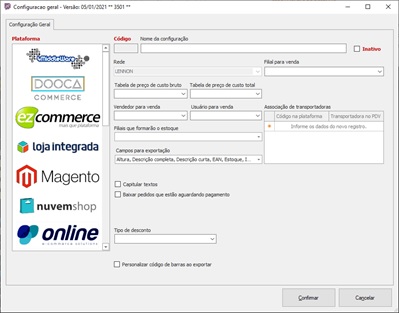 Configuracao geral - Versão: 05/01/2021 ** 3501 **
Configuração Geral
Plataforma
MiddleWare
DOOCA
COMMERCE
ez commerce
mais que plataforma
loja integrada
Magento
nuvemshop
online
e-commerce solutions
Código
Nome da configuração
Inativo
Rede
LENNON
Filial para venda
Tabela de preço de custo bruto
Tabela de preço de custo total
Vendedor para venda
Usuário para venda
Associação de transportadoras
Código na plataforma
Transportadora no PDV
Informe os dados do novo registro.
Filiais que formarão o estoque
Campos para exportação
Altura, Descrição completa, Descrição curta, EAN, Estoque, I...
Capitular textos
Baixar pedidos que estão aguardando pagamento
Tipo de desconto
Personalizar código de barras ao exportar
Confirmar
Cancelar